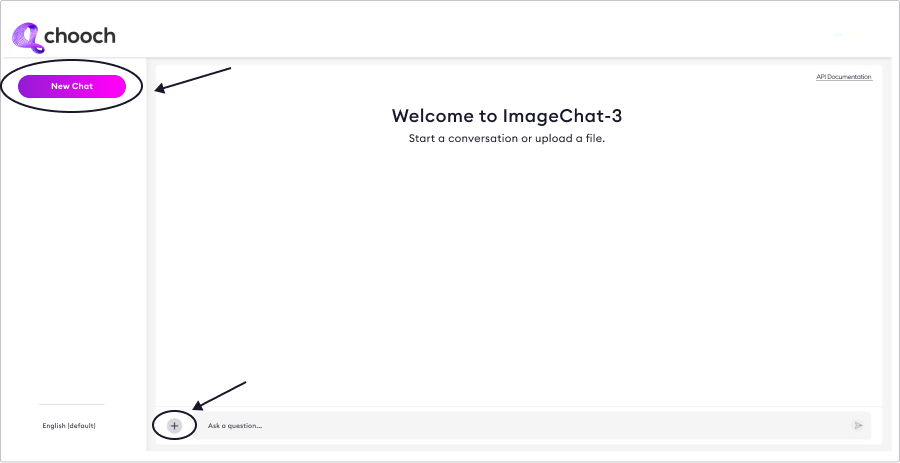 chooch
New Chat
API Documentation
Welcome to ImageChat-3
Start a conversation or upload a file.
English (default)
Ask a question...